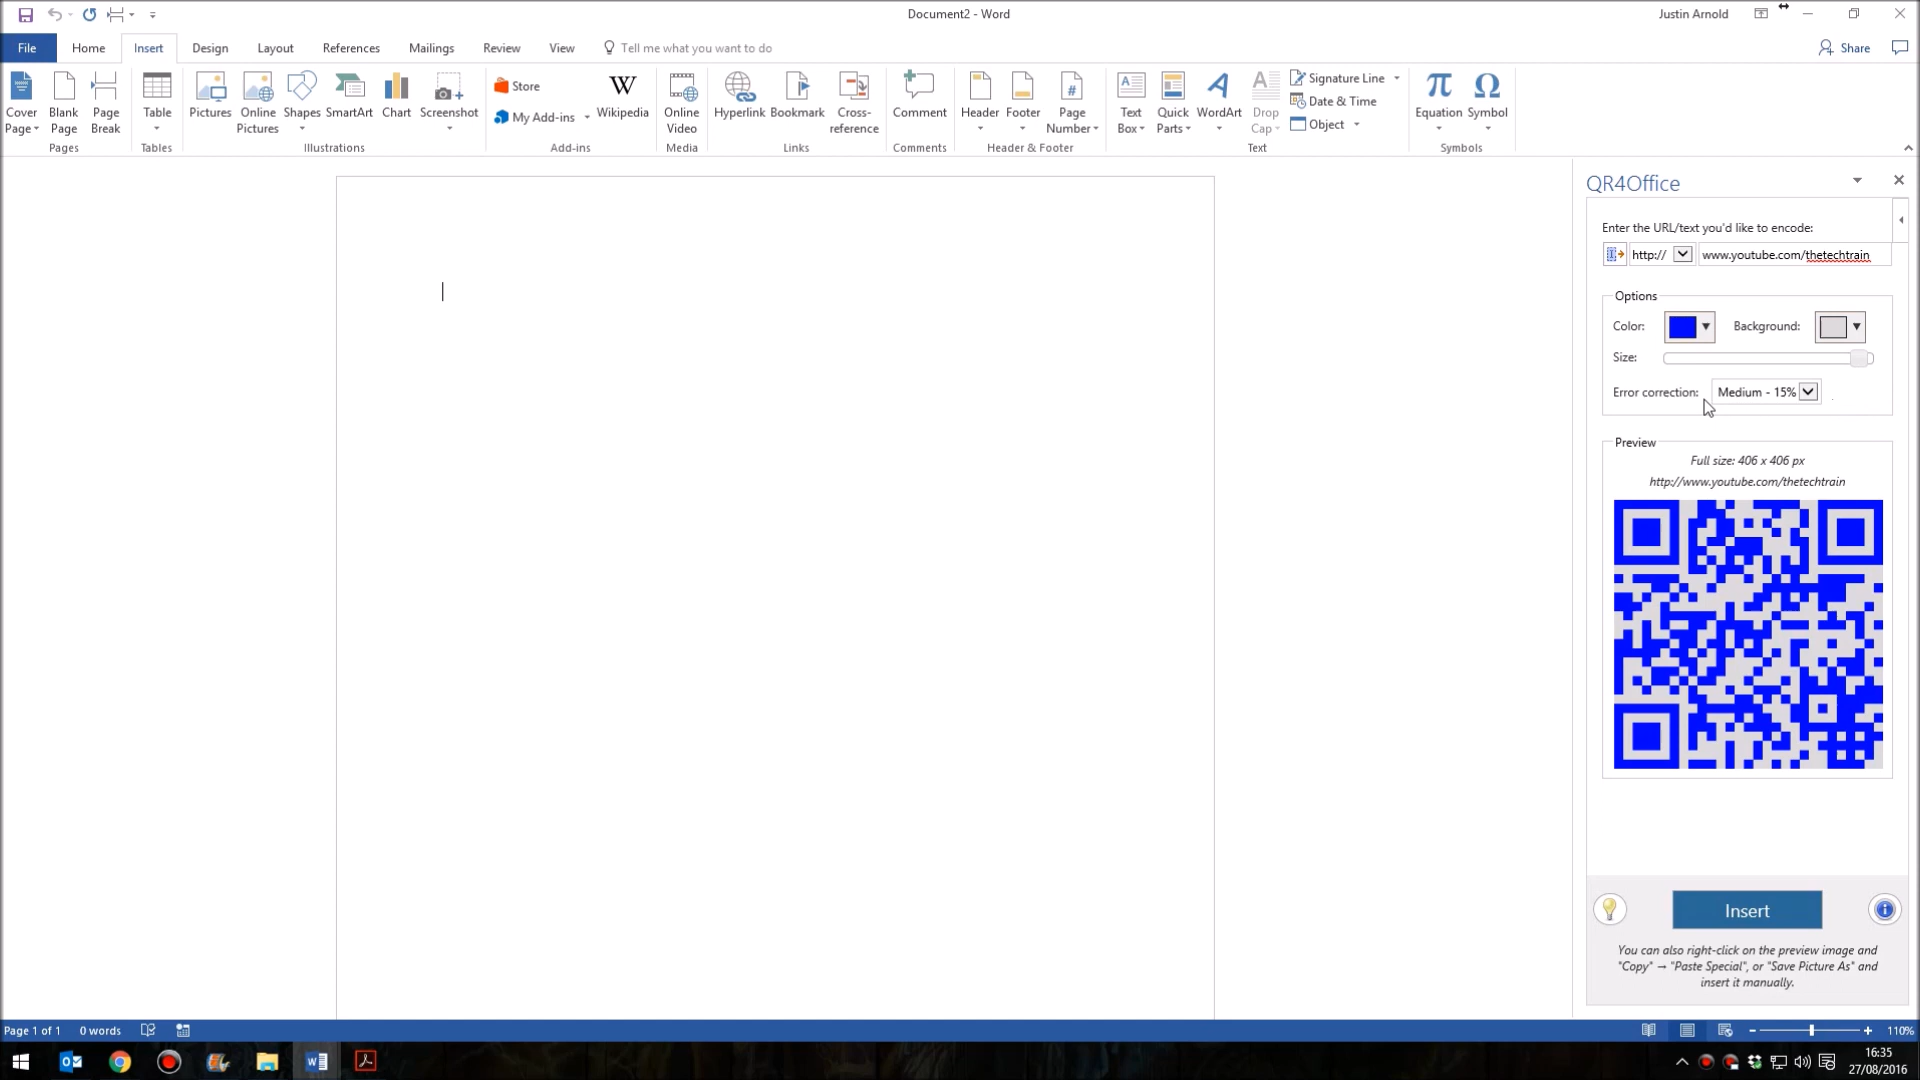 Document2 - Word
Justin Arnold
File Home Insert Design Layout References Mailings Review View Tell me what you want to do
Share
Cover Page
Blank Page
Page Break
Pages
Table
Tables
Pictures
Online Pictures
Shapes
SmartArt
Chart
Screenshot
Illustrations
Store
My Add-ins
Wikipedia
Add-ins
Online Video
Media
Hyperlink
Bookmark
Cross-reference
Links
Comment
Comments
Header
Footer
Page Number
Header & Footer
Text Box
Quick Parts
WordArt
Drop Cap
Signature Line
Date & Time
Object
Text
Equation
Symbol
Symbols
QR4Office
Enter the URL/text you'd like to encode:
http:// www.youtube.com/thetechtrain
Options
Color: Background:
Size:
Error correction: Medium - 15%
Preview
Full size: 406 x 406 px
http://www.youtube.com/thetechtrain
Insert
You can also right-click on the preview image and
"Copy" → "Paste Special", or "Save Picture As" and
insert it manually.
Page 1 of 1 0 words
110%
16:35
27/08/2016